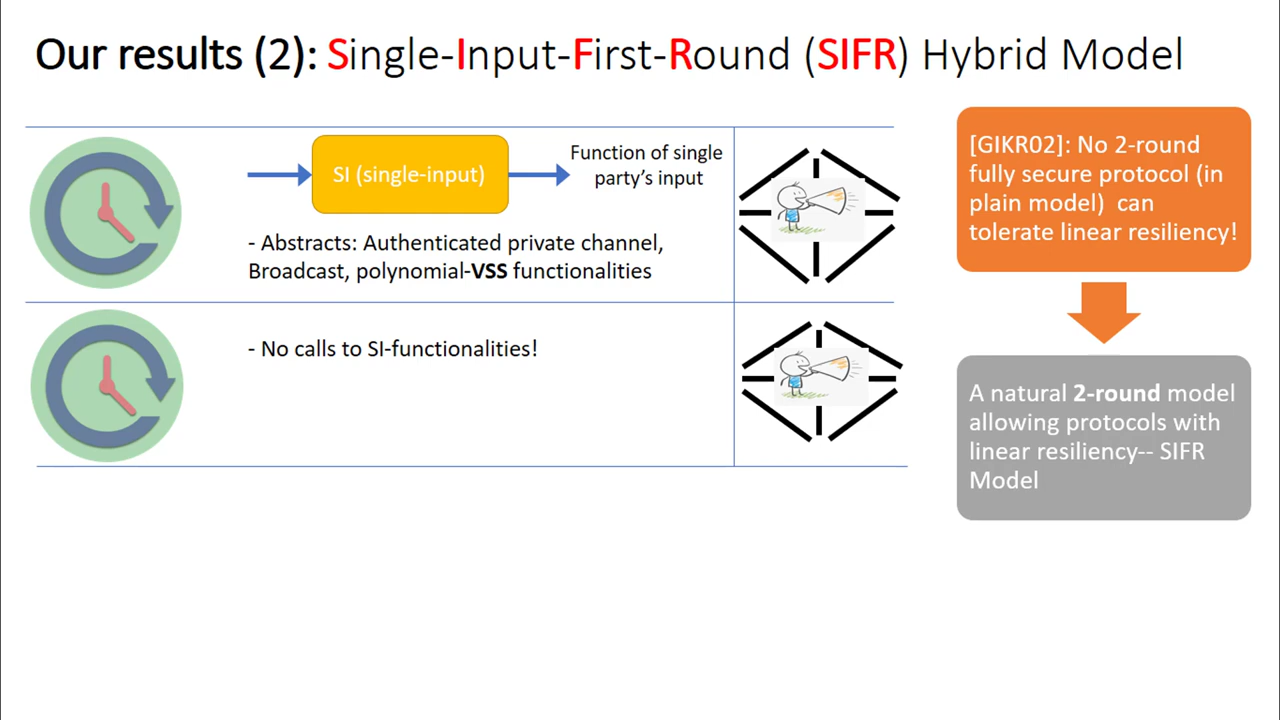 Our results (2): Single-Input-First-Round (SIFR) Hybrid Model
SI (single-input)
Function of single
party's input
- Abstracts: Authenticated private channel,
Broadcast, polynomial-VSS functionalities
- No calls to SI-functionalities!
[GIKR02]: No 2-round
fully secure protocol (in
plain model)  can
tolerate linear resiliency!
A natural 2-round model
allowing protocols with
linear resiliency-- SIFR
Model